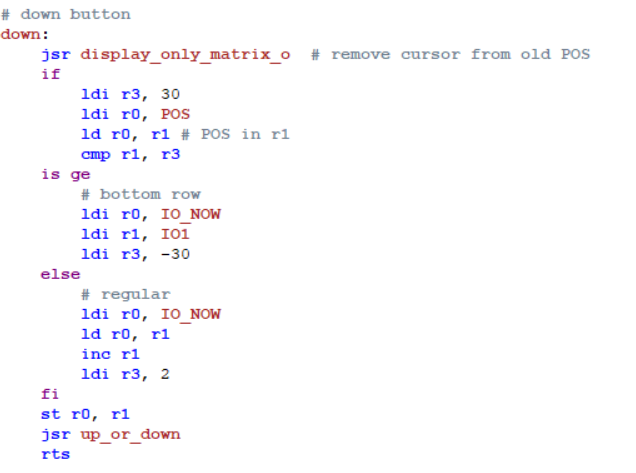 # down button
down:
    jsr display_only_matrix_o  # remove cursor from old POS
    if
        ldi r3, 30
        ldi r0, POS
        ld r0, r1 # POS in r1
        cmp r1, r3
    is ge
        # bottom row
        ldi r0, IO_NOW
        ldi r1, IO1
        ldi r3, -30
    else
        # regular
        ldi r0, IO_NOW
        ld r0, r1
        inc r1
        ldi r3, 2
    fi
    st r0, r1
    jsr up_or_down
    rts